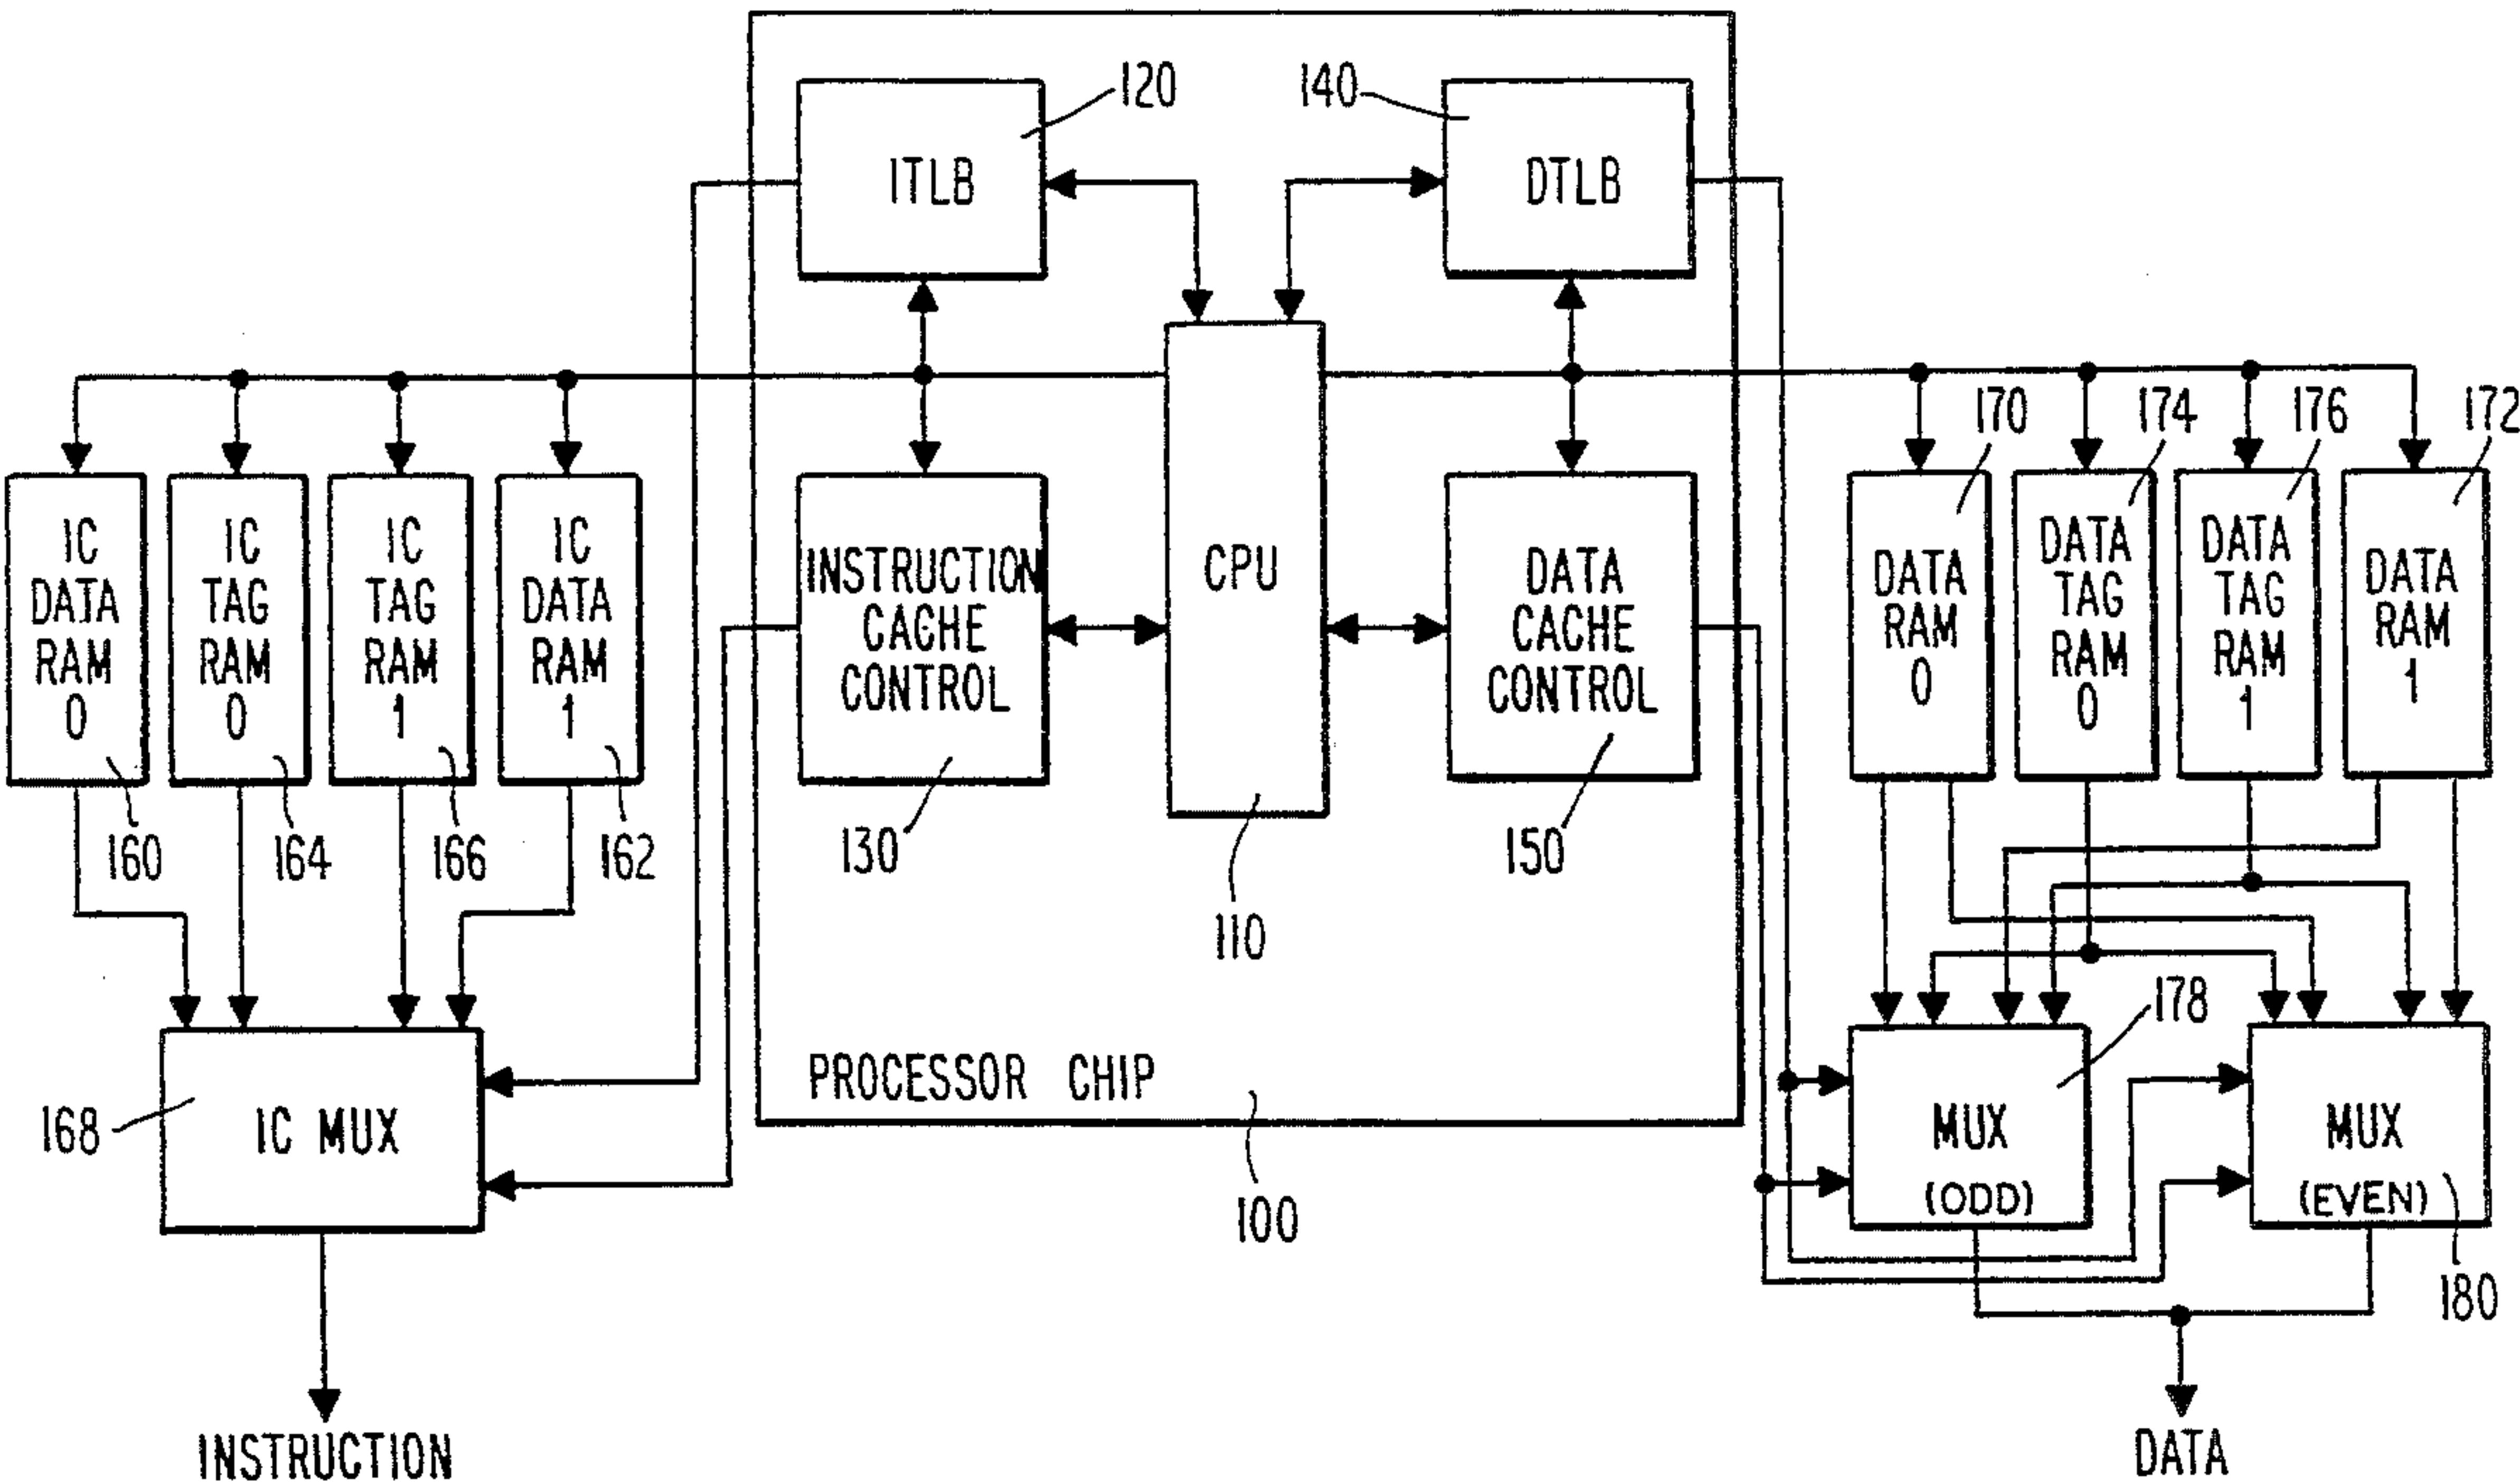 120
140
ITLB
DTLB
170
174
176
172
IC
DATA
RAM
0
IC
TAG
RAM
0
IC
TAG
RAM
1
IC
DATA
RAM
1
INSTRUCTION
CACHE
CONTROL
CPU
DATA
CACHE
CONTROL
DATA
RAM
0
DATA
TAG
RAM
0
DATA
TAG
RAM
1
DATA
RAM
1
160
164
166
162
130
110
150
178
168
IC MUX
PROCESSOR CHIP
100
MUX
(ODD)
MUX
(EVEN)
180
INSTRUCTION
DATA